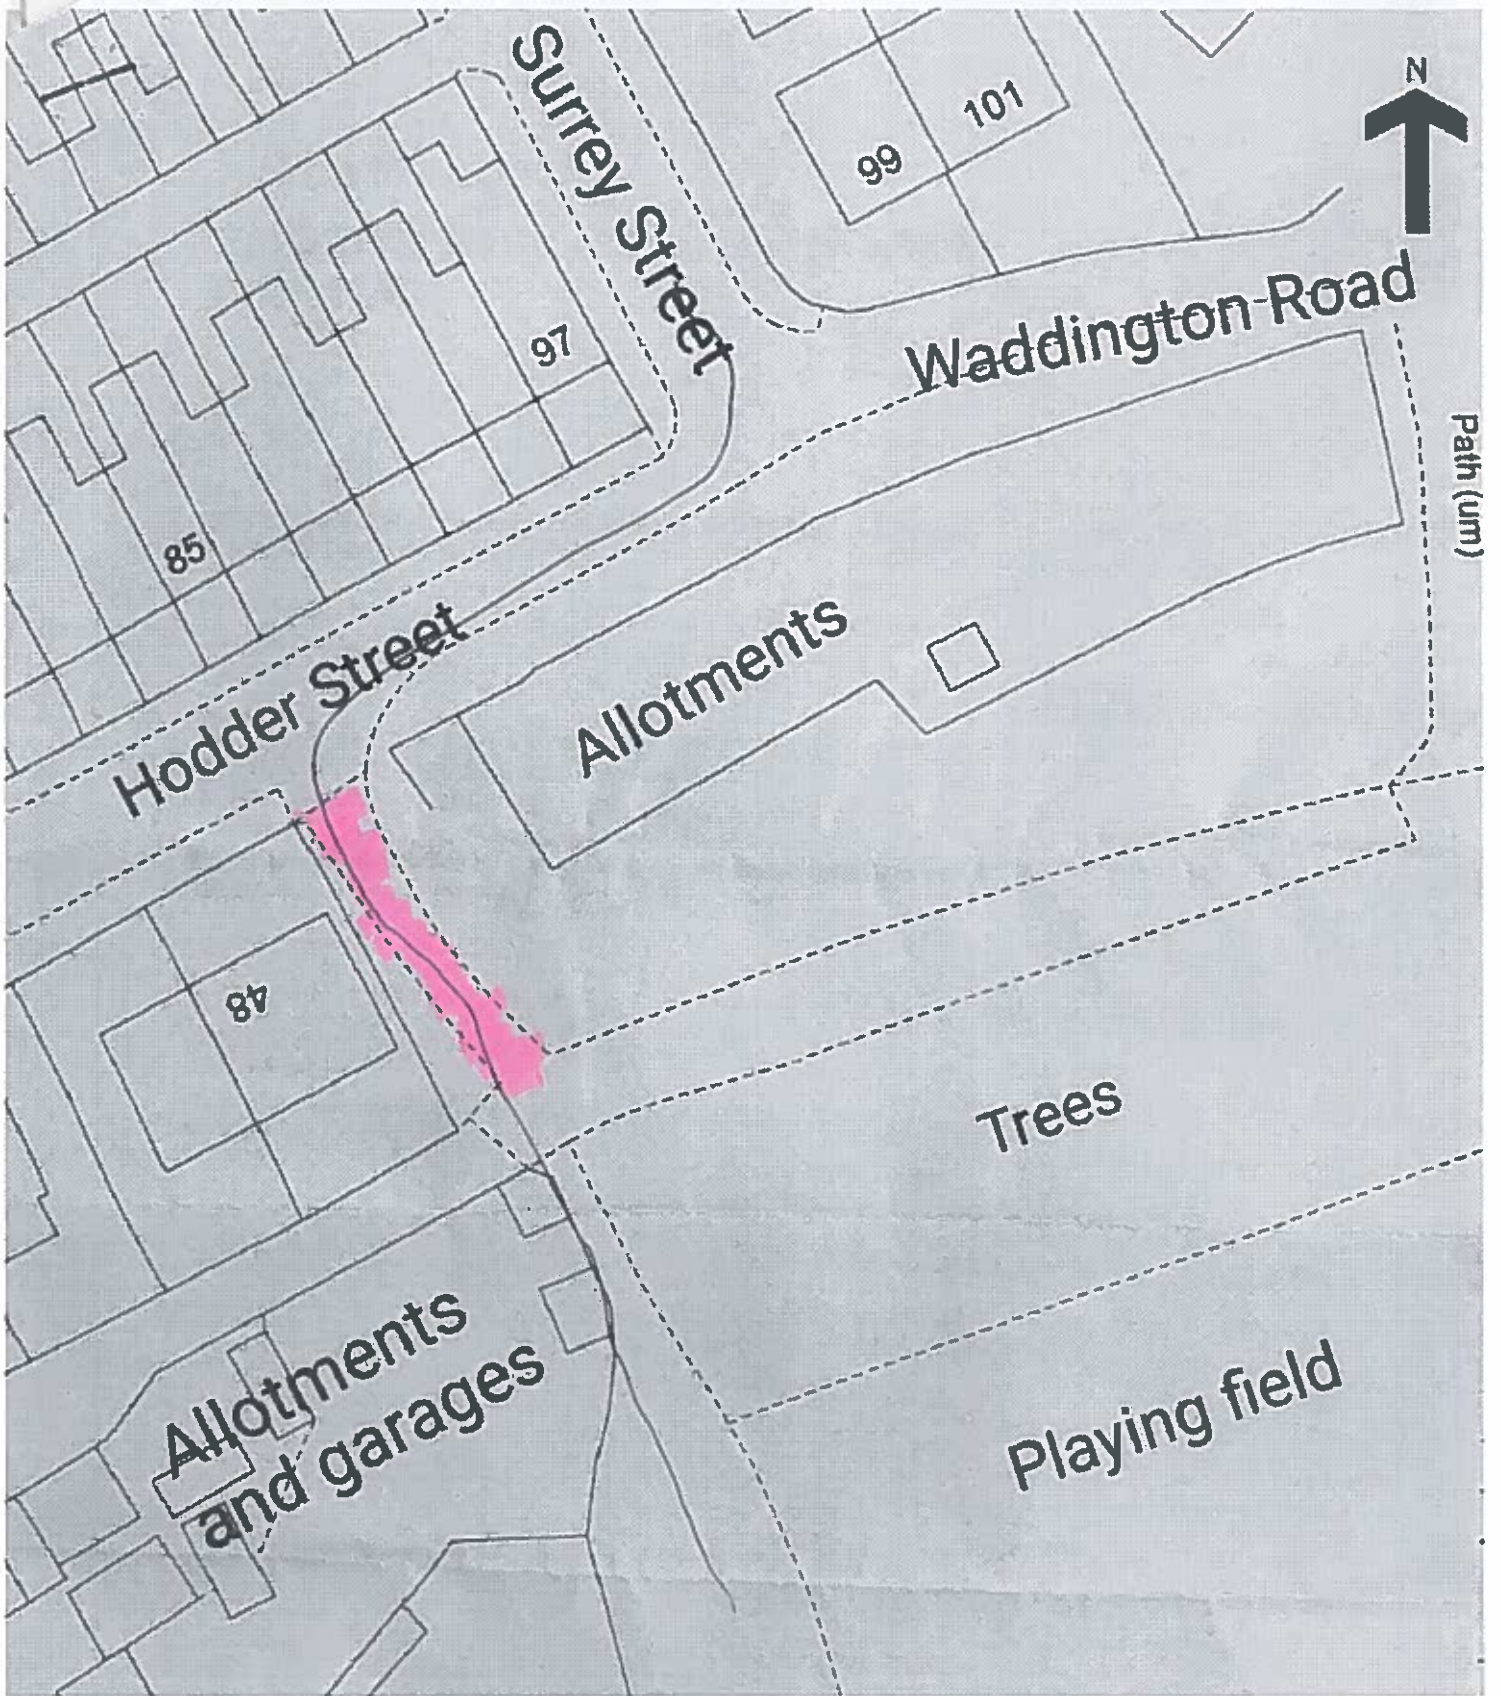 Surrey Street
N
101
99
Waddington Road
97
Path (um)
85
Allotments
Hodder Street
48
Trees
Allotments
and garages
Playing field